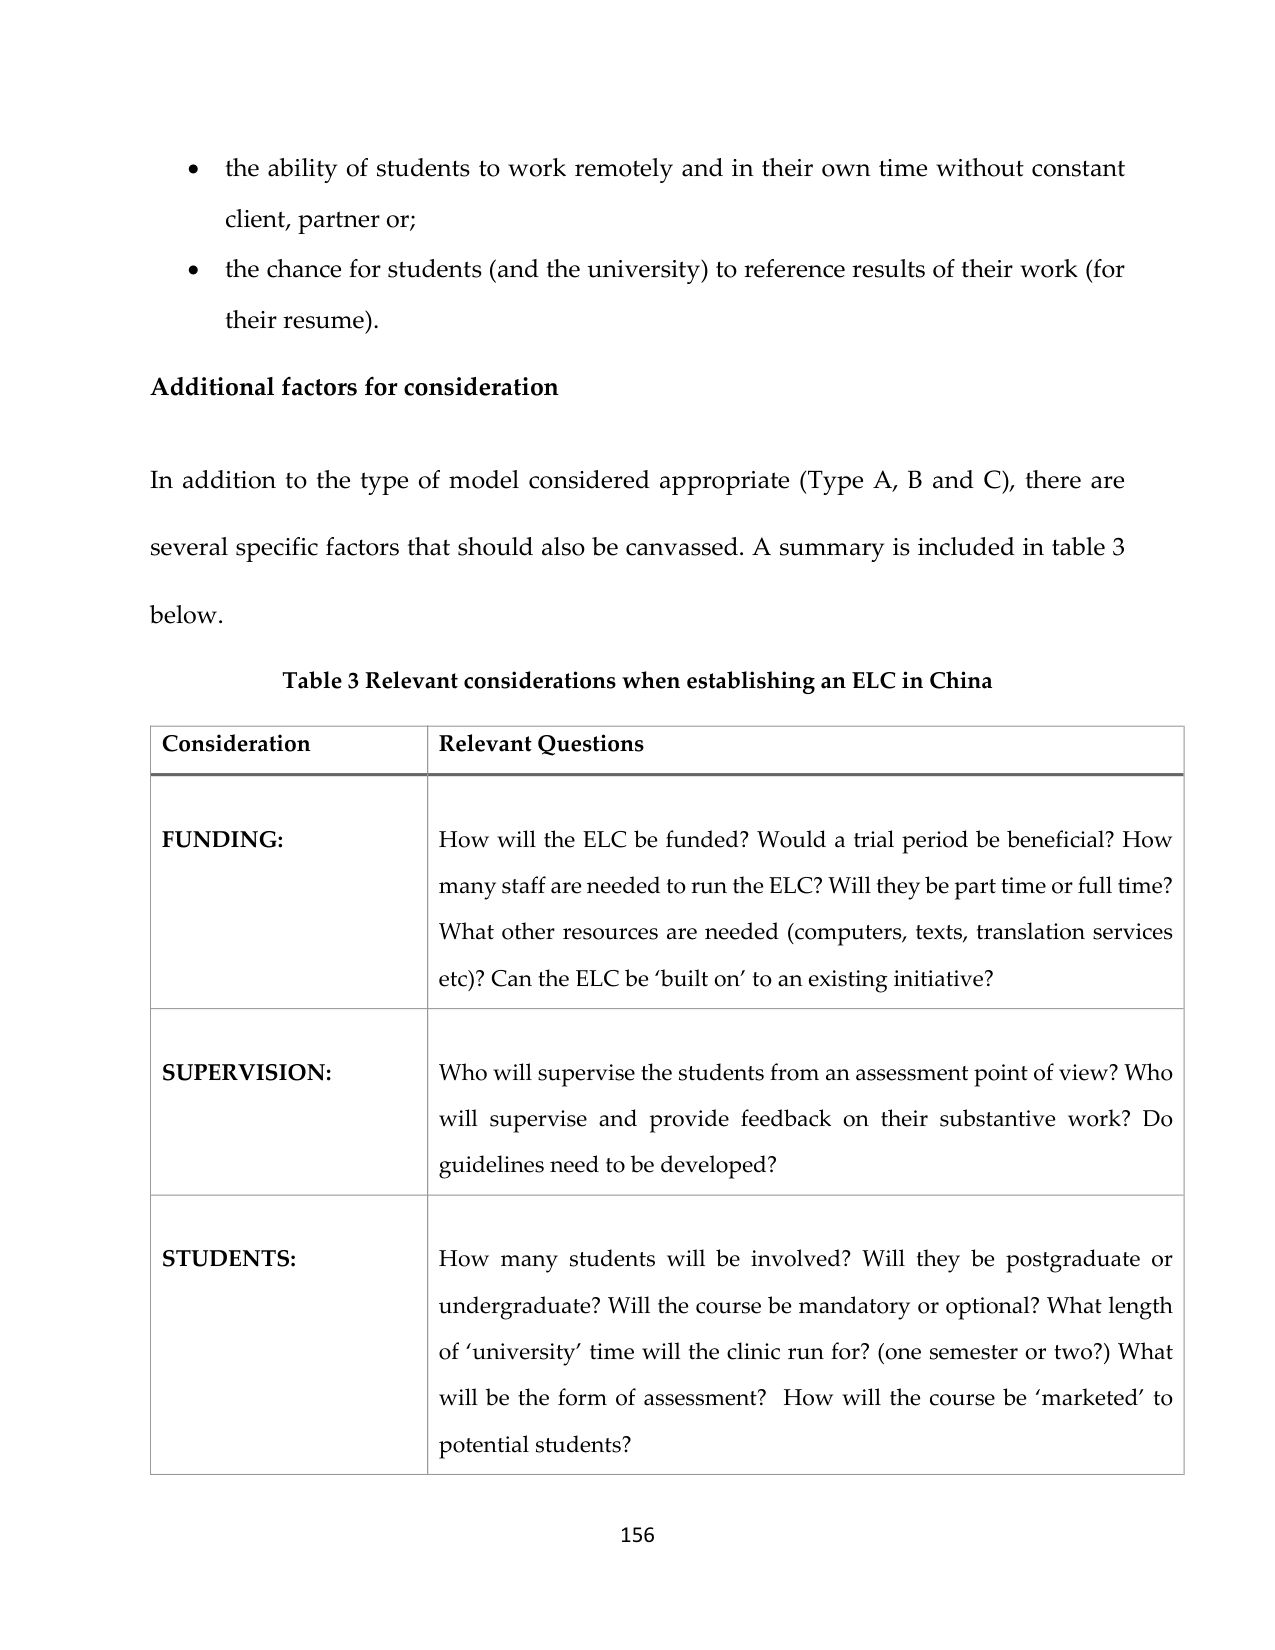 • the ability of students to work remotely and in their own time without constant
client, partner or;
• the chance for students (and the university) to reference results of their work (for
their resume).
Additional factors for consideration
In addition to the type of model considered appropriate (Type A, B and C), there are
several specific factors that should also be canvassed. A summary is included in table 3
below.
Table 3 Relevant considerations when establishing an ELC in China
Consideration
Relevant Questions
FUNDING:
How will the ELC be funded? Would a trial period be beneficial? How
many staff are needed to run the ELC? Will they be part time or full time?
What other resources are needed (computers, texts, translation services
etc)? Can the ELC be ‘built on’ to an existing initiative?
SUPERVISION:
Who will supervise the students from an assessment point of view? Who
will supervise and provide feedback on their substantive work? Do
guidelines need to be developed?
STUDENTS:
How many students will be involved? Will they be postgraduate or
undergraduate? Will the course be mandatory or optional? What length
of ‘university’ time will the clinic run for? (one semester or two?) What
will be the form of assessment?  How will the course be ‘marketed’ to
potential students?
156